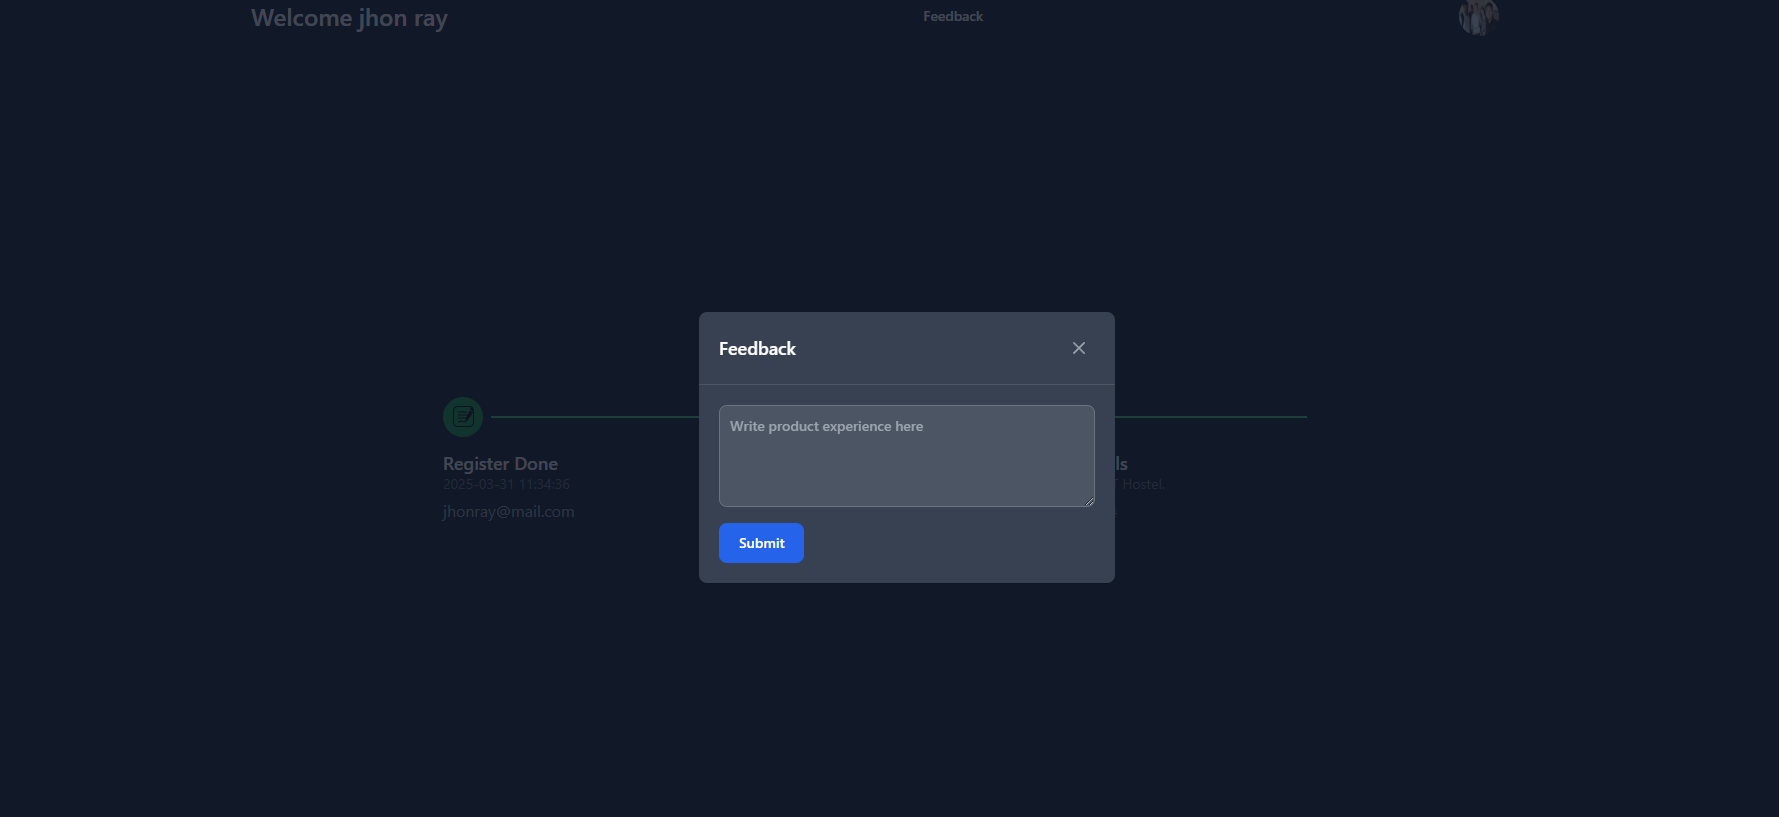 Welcome jhon ray
Feedback
Feedback
Write product experience here
Submit
Register Done
2025-03-31 11:34:36
jhonray@mail.com
ls
Hostel.